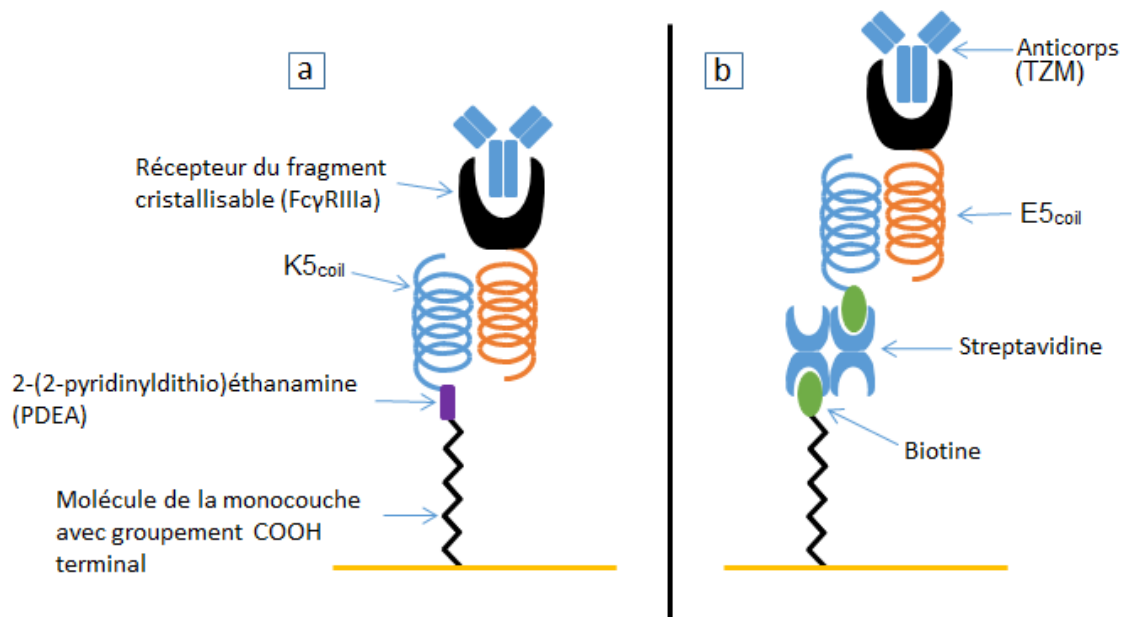 a
Récepteur du fragment
cristallisable (FcγRIIIa)
K5coil
2-(2-pyridinyldithio)éthanamine
(PDEA)
Molécule de la monocouche
avec groupement COOH
terminal
b
Anticorps
(TZM)
E5coil
Streptavidine
Biotine